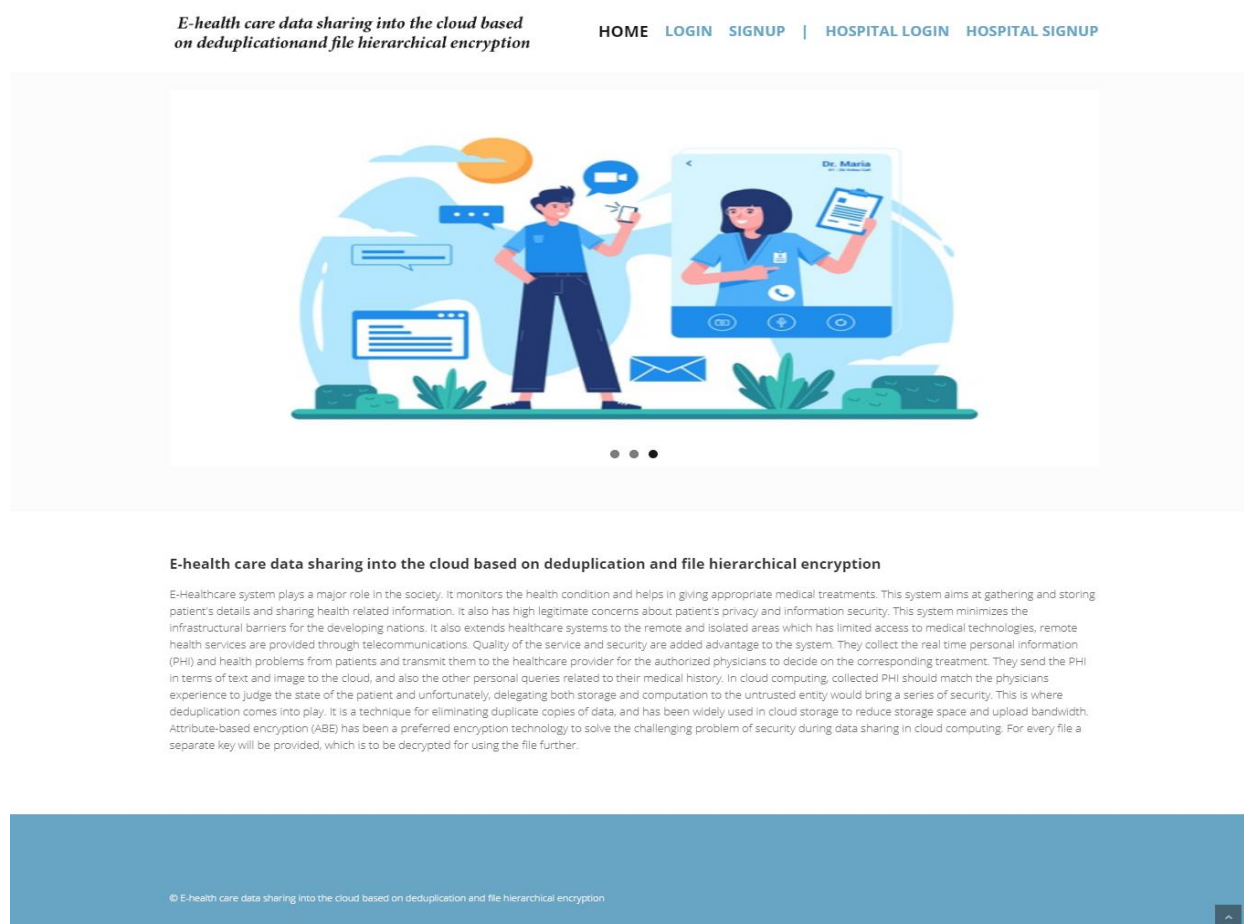 E-health care data sharing into the cloud based
on deduplicationand file hierarchical encryption
HOME LOGIN SIGNUP | HOSPITAL LOGIN HOSPITAL SIGNUP
Dr. Maria
E-health care data sharing into the cloud based on deduplication and file hierarchical encryption
E-Healthcare system plays a major role in the society. It monitors the health condition and helps in giving appropriate medical treatments. This system aims at gathering and storing
patient's details and sharing health related information. It also has high legitimate concerns about patient's privacy and information security. This system minimizes the
infrastructural barriers for the developing nations. It also extends healthcare systems to the remote and isolated areas which has limited access to medical technologies, remote
health services are provided through telecommunications. Quality of the service and security are added advantage to the system. They collect the real time personal information
(PHI) and health problems from patients and transmit them to the healthcare provider for the authorized physicians to decide on the corresponding treatment. They send the PHI
in terms of text and image to the cloud, and also the other personal queries related to their medical history. In cloud computing, collected PHI should match the physicians
experience to judge the state of the patient and unfortunately, delegating both storage and computation to the untrusted entity would bring a series of security. This is where
deduplication comes into play. It is a technique for eliminating duplicate copies of data, and has been widely used in cloud storage to reduce storage space and upload bandwidth.
Attribute-based encryption (ABE) has been a preferred encryption technology to solve the challenging problem of security during data sharing in cloud computing. For every file a
separate key will be provided, which is to be decrypted for using the file further.
© E-health care data sharing into the cloud based on deduplication and file hierarchical encryption